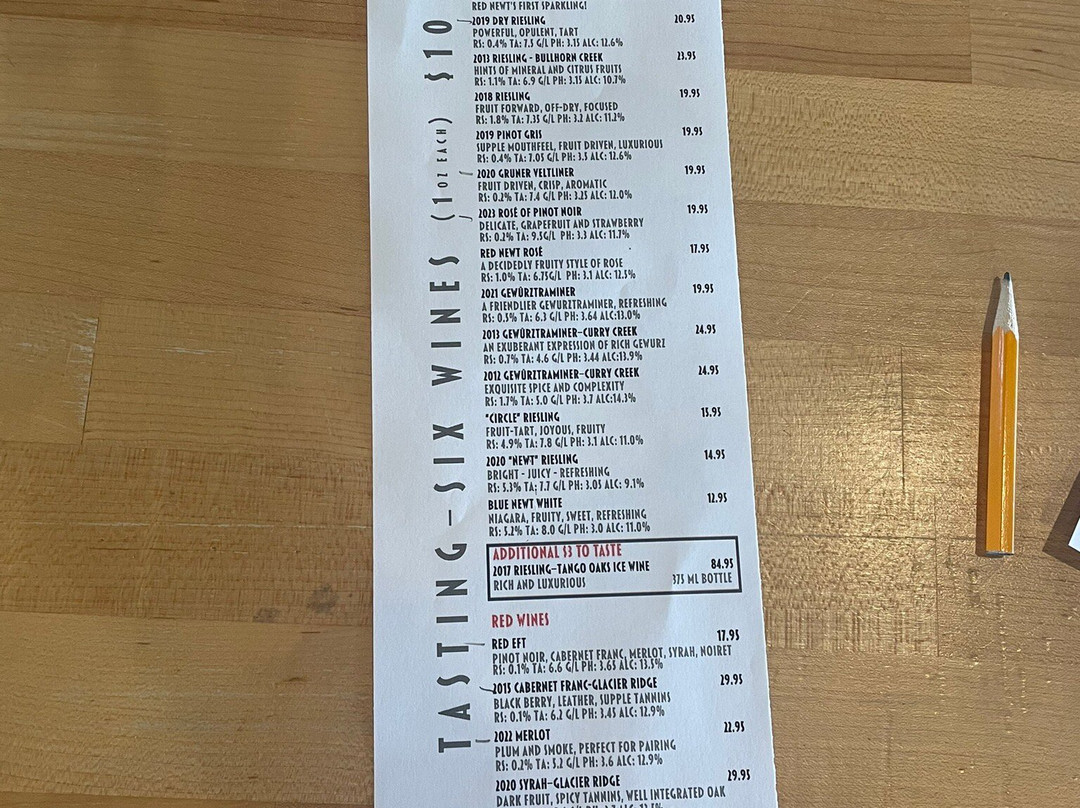 RED NEWT'S FIRST SPARKLING!
2019 DRY RIESLING 20.95
POWERFUL, OPULENT, TART
RS: 0.4% TA: 7.5 G/L PH: 3.15 ALC: 12.6%
2013 RIESLING - BULLHORN CREEK 23.95
HINTS OF MINERAL AND CITRUS FRUITS
RS: 1.1% TA: 6.9 G/L PH: 3.15 ALC: 10.7%
2018 RIESLING 19.95
FRUIT FORWARD, OFF-DRY, FOCUSED
RS: 1.8% TA: 7.35 G/L PH: 3.2 ALC: 11.2%
2019 PINOT GRIS 19.95
SUPPLE MOUTHFEEL, FRUIT DRIVEN, LUXURIOUS
RS: 0.4% TA: 7.05 G/L PH: 3.5 ALC: 12.6%
2020 GRUNER VELTLINER 19.95
FRUIT DRIVEN, CRISP, AROMATIC
RS: 0.2% TA: 7.4 G/L PH: 3.25 ALC: 12.0%
2023 ROSÉ OF PINOT NOIR 19.95
DELICATE, GRAPEFRUIT AND STRAWBERRY
RS: 0.2% TA: 9.5G/L PH: 3.3 ALC: 11.7%
RED NEWT ROSÉ 17.95
A DECIDEDLY FRUITY STYLE OF ROSE
RS: 1.0% TA: 6.75G/L PH: 3.1 ALC: 12.5%
2021 GEWÜRZTRAMINER 19.95
A FRIENDLIER GEWURZTRAMINER, REFRESHING
RS: 0.5% TA: 6.3 G/L PH: 3.64 ALC:13.0%
2013 GEWÜRZTRAMINER-CURRY CREEK 24.95
AN EXUBERANT EXPRESSION OF RICH GEWURZ
RS: 0.7% TA: 4.6 G/L PH: 3.44 ALC:13.9%
2012 GEWÜRZTRAMINER-CURRY CREEK 24.95
EXQUISITE SPICE AND COMPLEXITY
RS: 1.7% TA: 5.0 G/L PH: 3.7 ALC:14.3%
"CIRCLE" RIESLING 15.95
FRUIT-TART, JOYOUS, FRUITY
RS: 4.9% TA: 7.8 G/L PH: 3.1 ALC: 11.0%
2020 "NEWT" RIESLING 14.95
BRIGHT - JUICY - REFRESHING
RS: 5.3% TA: 7.7 G/L PH: 3.05 ALC: 9.1%
BLUE NEWT WHITE 12.95
NIAGARA, FRUITY, SWEET, REFRESHING
RS: 5.2% TA: 8.0 G/L PH: 3.0 ALC: 11.0%
ADDITIONAL $3 TO TASTE
2017 RIESLING-TANGO OAKS ICE WINE 84.95
RICH AND LUXURIOUS 375 ML BOTTLE
RED WINES
RED EFT 17.95
PINOT NOIR, CABERNET FRANC, MERLOT, SYRAH, NOIRET
RS: 0.1% TA: 6.6 G/L PH: 3.65 ALC: 13.5%
2015 CABERNET FRANC-GLACIER RIDGE 29.95
BLACK BERRY, LEATHER, SUPPLE TANNINS
RS: 0.1% TA: 6.2 G/L PH: 3.45 ALC: 12.9%
2022 MERLOT 22.95
PLUM AND SMOKE, PERFECT FOR PAIRING
RS: 0.2% TA: 5.2 G/L PH: 3.6 ALC: 12.9%
2020 SYRAH-GLACIER RIDGE 29.95
DARK FRUIT, SPICY TANNINS, WELL INTEGRATED OAK
TASTING - SIX WINES (1 OZ EACH) $10